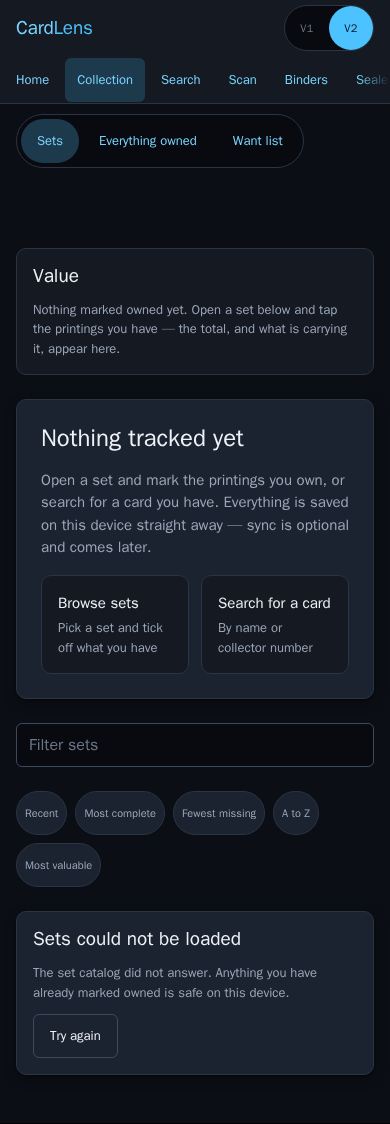 CardLens
V1
V2
Home
Collection
Search
Scan
Binders
Seale
Sets
Everything owned
Want list
Value
Nothing marked owned yet. Open a set below and tap
the printings you have — the total, and what is carrying
it, appear here.
Nothing tracked yet
Open a set and mark the printings you own, or
search for a card you have. Everything is saved
on this device straight away — sync is optional
and comes later.
Browse sets
Pick a set and tick
off what you have
Search for a card
By name or
collector number
Filter sets
Recent
Most complete
Fewest missing
A to Z
Most valuable
Sets could not be loaded
The set catalog did not answer. Anything you have
already marked owned is safe on this device.
Try again